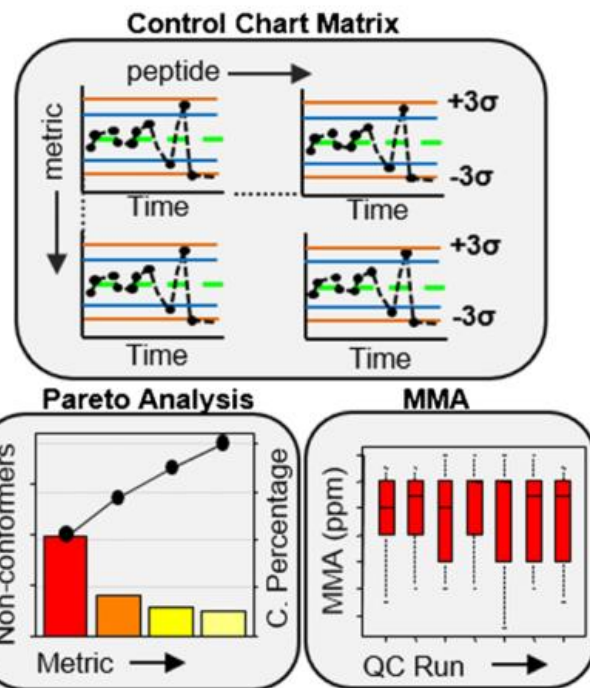 Control Chart Matrix
peptide
metric
+3σ
-3σ
Time
Time
+3σ
-3σ
Time
Time
Pareto Analysis
Non-conformers
C. Percentage
Metric
MMA
MMA (ppm)
QC Run